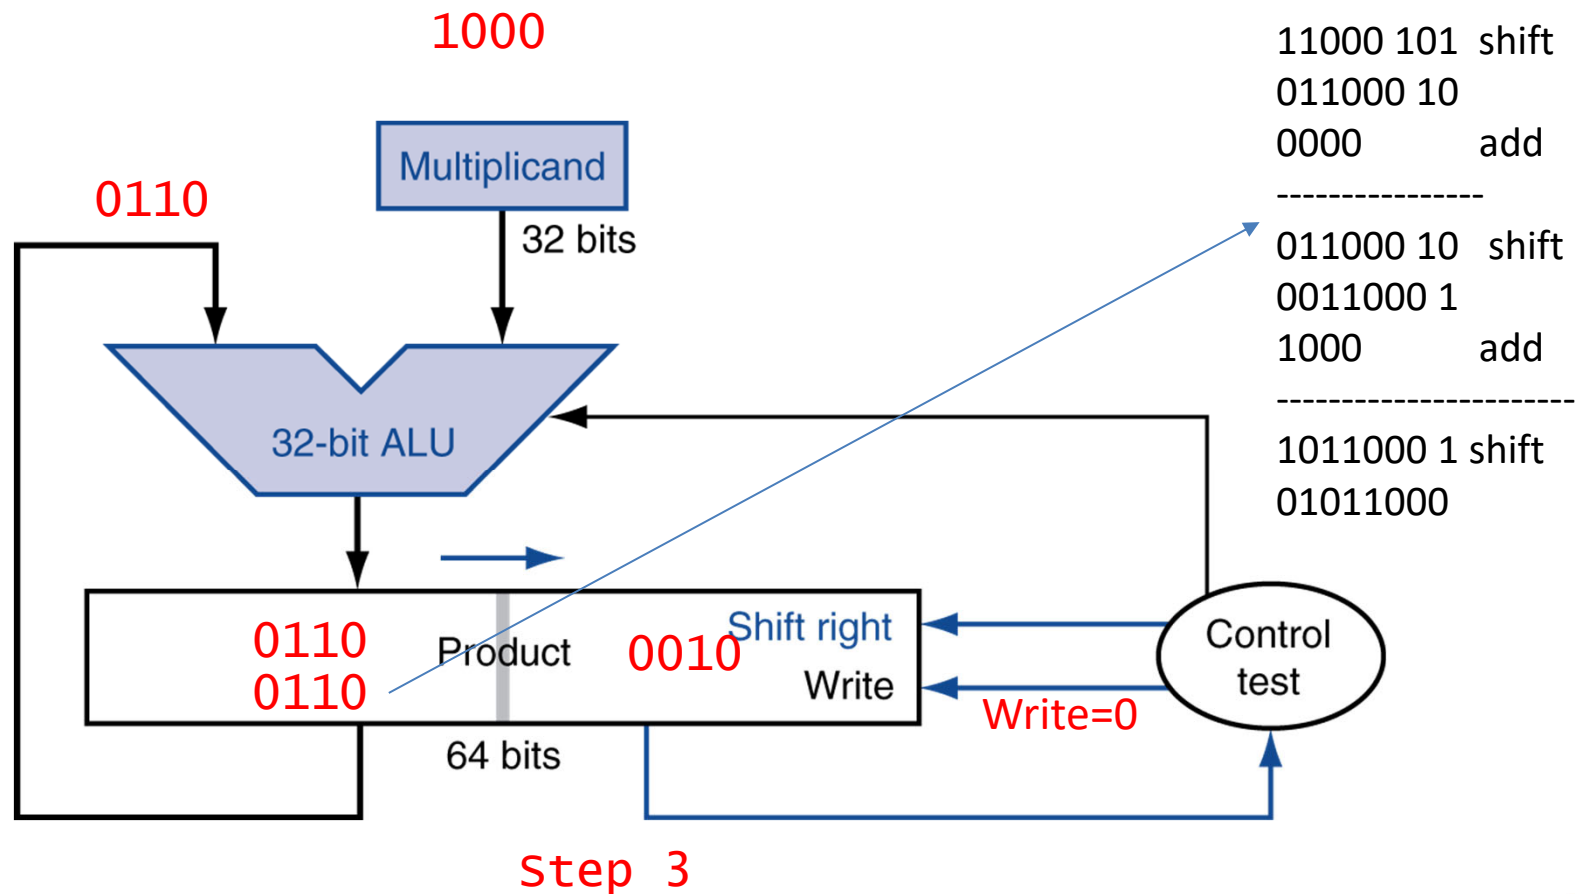 1000
Multiplicand
32 bits
0110
32-bit ALU
0110
0110
Product
0010
Shift right
Write
64 bits
Write=0
Control
test
Step 3
11000 101 shift
011000 10
0000 add
----------------
011000 10 shift
0011000 1
1000 add
-----------------------
1011000 1 shift
01011000